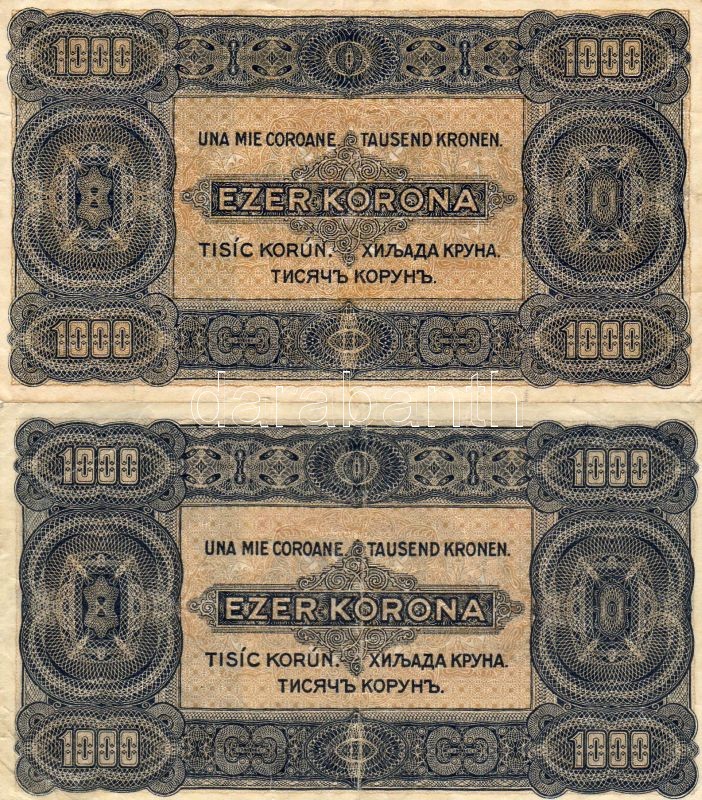 1000 1000
UNA MIE COROANE. TAUSEND KRONEN.
EZER KORONA
TISÍC KORÚN. ХИЉАДА КРУНА.
ТИСЯЧЪ КОРУНЪ.
1000 1000
darabanth
1000 1000
UNA MIE COROANE. TAUSEND KRONEN.
EZER KORONA
TISÍC KORÚN. ХИЉАДА КРУНА.
ТИСЯЧЪ КОРУНЪ.
1000 1000